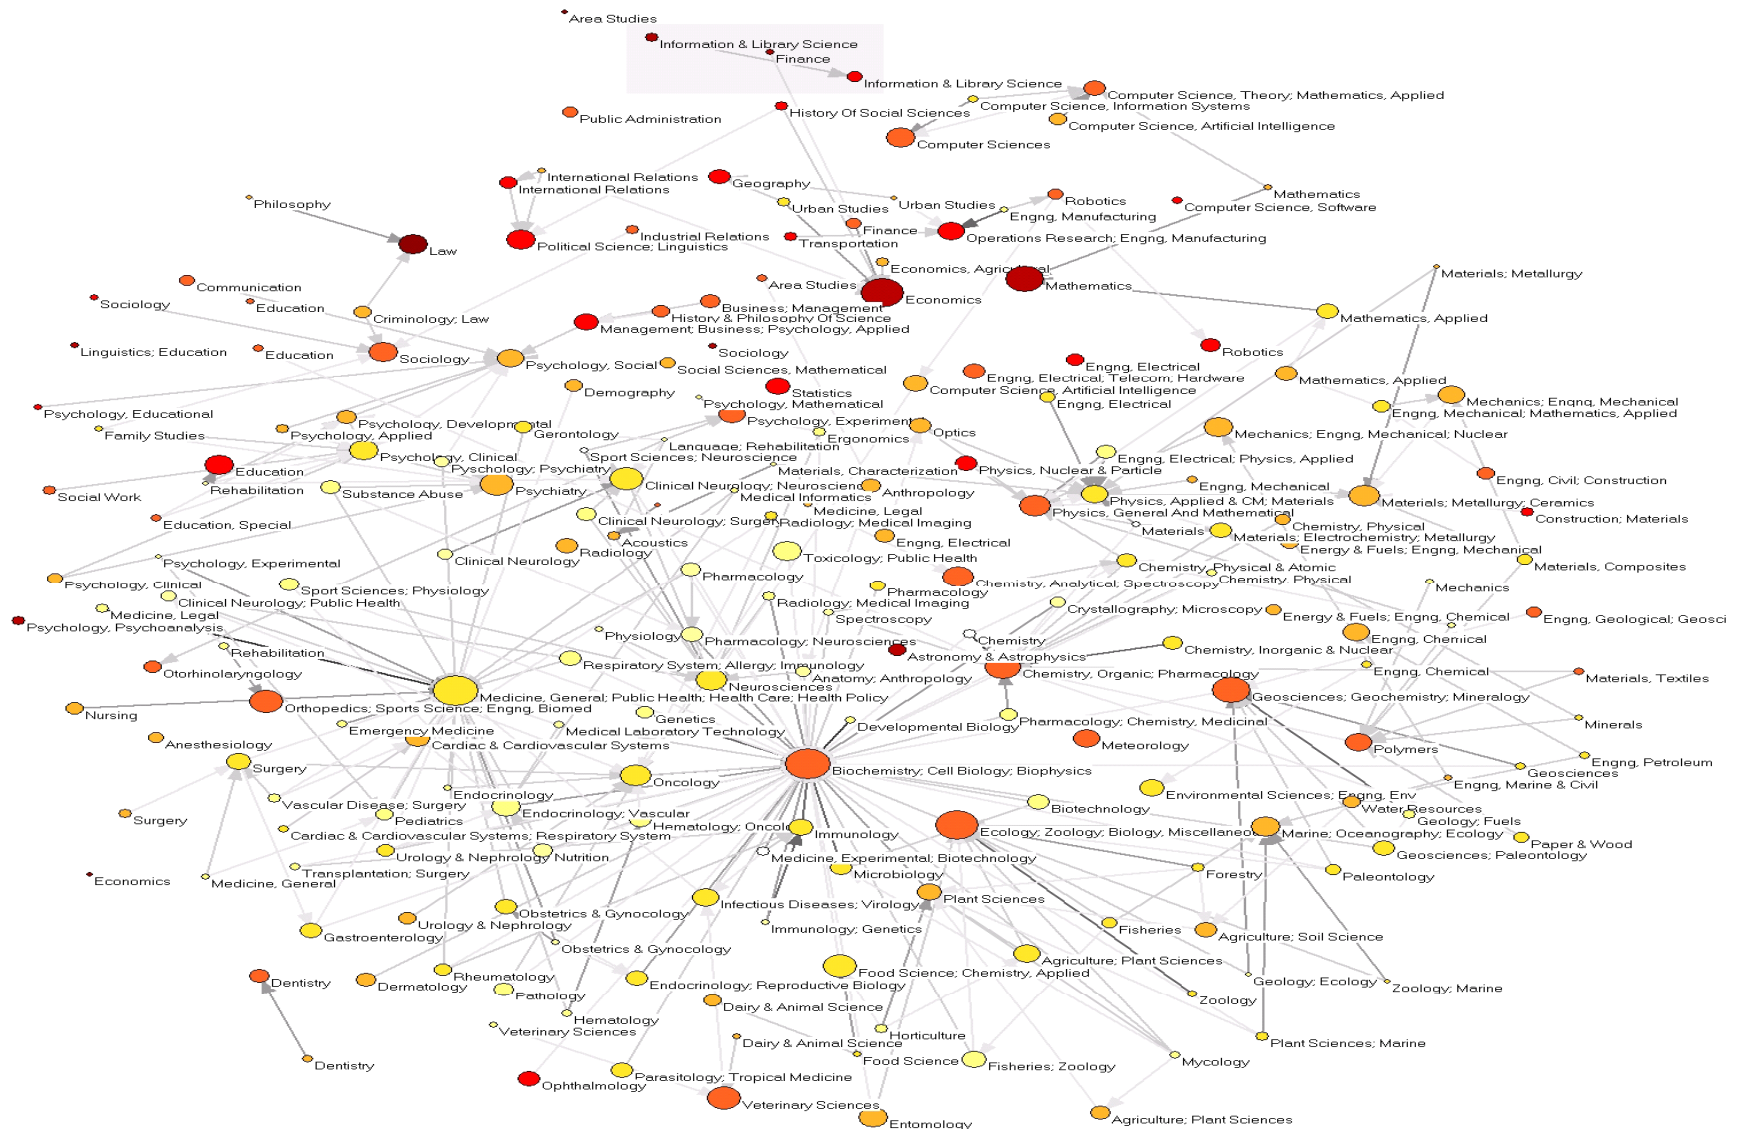 Area Studies
Information & Library Science
Finance
Information & Library Science
Computer Science, Theory; Mathematics, Applied
Computer Science, Information Systems
History Of Social Sciences
Public Administration
Computer Science, Artificial Intelligence
Computer Sciences
International Relations
International Relations
Geography
Mathematics
Robotics
Computer Science, Software
Philosophy
Urban Studies
Urban Studies
Engng, Manufacturing
Industrial Relations
Finance
Operations Research; Engng, Manufacturing
Political Science; Linguistics
Transportation
Law
Economics, Agricultural
Materials; Metallurgy
Communication
Area Studies
Mathematics
Economics
Sociology
Education
Business; Management
Criminology; Law
History & Philosophy Of Science
Mathematics, Applied
Management; Business; Psychology, Applied
Linguistics; Education
Education
Sociology
Sociology
Robotics
Psychology, Social
Social Sciences, Mathematical
Engng, Electrical
Engng, Electrical; Telecom; Hardware
Mathematics, Applied
Demography
Statistics
Computer Science, Artificial Intelligence
Psychology, Mathematical
Engng, Electrical
Mechanics; Engng, Mechanical
Psychology, Educational
Engng, Mechanical; Mathematics, Applied
Psychology, Developmental
Psychology, Experiment
Family Studies
Psychology, Applied
Gerontology
Ergonomics
Optics
Mechanics; Engng, Mechanical; Nuclear
Language; Rehabilitation
Psychology, Clinical
Sport Sciences; Neuroscience
Engng, Electrical; Physics, Applied
Education
Pyschology; Psychiatry
Materials, Characterization
Physics, Nuclear & Particle
Rehabilitation
Substance Abuse
Psychiatry
Clinical Neurology; Neuroscienc
Anthropology
Engng, Mechanical
Engng, Civil; Construction
Social Work
Medical Informatics
Physics, Applied & CM; Materials
Materials; Metallurgy; Ceramics
Medicine, Legal
Physics, General And Mathematical
Education, Special
Clinical Neurology; Surger
Radiology; Medical Imaging
Materials
Chemistry, Physical
Construction; Materials
Acoustics
Engng, Electrical
Materials; Electrochemistry; Metallurgy
Radiology
Energy & Fuels; Engng, Mechanical
Psychology, Experimental
Clinical Neurology
Toxicology; Public Health
Chemistry, Physical & Atomic
Materials, Composites
Psychology, Clinical
Pharmacology
Chemistry, Analytical; Spectroscopy
Chemistry, Physical
Sport Sciences; Physiology
Pharmacology
Mechanics
Clinical Neurology; Public Health
Radiology; Medical Imaging
Crystallography; Microscopy
Medicine, Legal
Spectroscopy
Energy & Fuels; Engng, Chemical
Engng, Geological; Geosci
Psychology, Psychoanalysis
Physiology
Pharmacology; Neurosciences
Chemistry
Engng, Chemical
Rehabilitation
Astronomy & Astrophysics
Chemistry, Inorganic & Nuclear
Otorhinolaryngology
Respiratory System; Allergy; Immunology
Anatomy; Anthropology
Chemistry, Organic; Pharmacology
Engng, Chemical
Materials, Textiles
Neurosciences
Medicine, General; Public Health; Health Care; Health Policy
Geosciences; Geochemistry; Mineralogy
Orthopedics; Sports Science; Engng, Biomed
Nursing
Genetics
Pharmacology; Chemistry, Medicinal
Minerals
Emergency Medicine
Medical Laboratory Technology
Developmental Biology
Anesthesiology
Cardiac & Cardiovascular Systems
Meteorology
Polymers
Surgery
Biochemistry; Cell Biology; Biophysics
Engng, Petroleum
Oncology
Geosciences
Engng, Marine & Civil
Endocrinology
Environmental Sciences; Engng, Env
Vascular Disease; Surgery
Biotechnology
Water Resources
Surgery
Pediatrics
Endocrinology; Vascular
Geology; Fuels
Cardiac & Cardiovascular Systems; Respiratory System
Hematology; Oncolo
Immunology
Ecology; Zoology; Biology, Miscellaneo
Marine; Oceanography; Ecology
Paper & Wood
Urology & Nephrology
Nutrition
Medicine, Experimental; Biotechnology
Geosciences; Paleontology
Transplantation; Surgery
Microbiology
Forestry
Paleontology
Economics
Medicine, General
Plant Sciences
Infectious Diseases; Virology
Obstetrics & Gynocology
Urology & Nephrology
Immunology; Genetics
Fisheries
Agriculture; Soil Science
Gastroenterology
Obstetrics & Gynocology
Agriculture; Plant Sciences
Dentistry
Rheumatology
Food Science; Chemistry, Applied
Dermatology
Endocrinology; Reproductive Biology
Geology; Ecology
Zoology; Marine
Pathology
Zoology
Dairy & Animal Science
Hematology
Veterinary Sciences
Horticulture
Dairy & Animal Science
Plant Sciences; Marine
Dentistry
Food Science
Fisheries; Zoology
Mycology
Parasitology; Tropical Medicine
Ophthalmology
Veterinary Sciences
Agriculture; Plant Sciences
Entomology